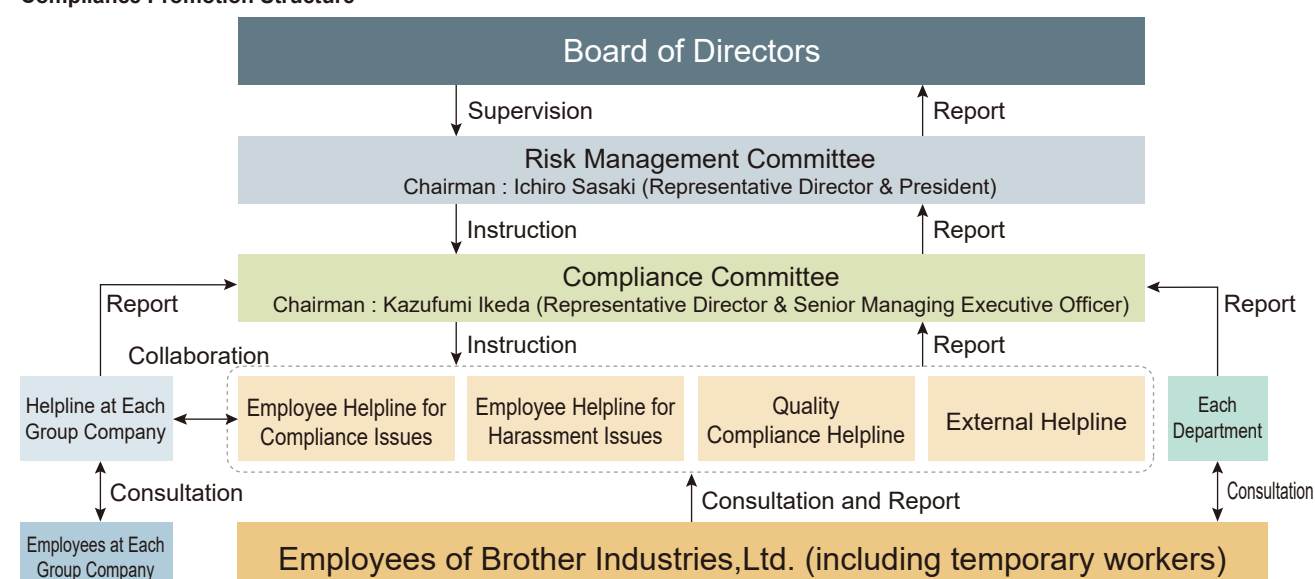 Compliance Promotion Structure
Board of Directors
Supervision
Report
Risk Management Committee
Chairman : Ichiro Sasaki (Representative Director & President)
Instruction
Report
Compliance Committee
Chairman : Kazufumi Ikeda (Representative Director & Senior Managing Executive Officer)
Report
Report
Instruction
Report
Collaboration
Helpline at Each
Group Company
Employee Helpline for
Compliance Issues
Employee Helpline for
Harassment Issues
Quality
Compliance Helpline
External Helpline
Each
Department
Consultation
Consultation and Report
Consultation
Employees at Each
Group Company
Employees of Brother Industries,Ltd. (including temporary workers)